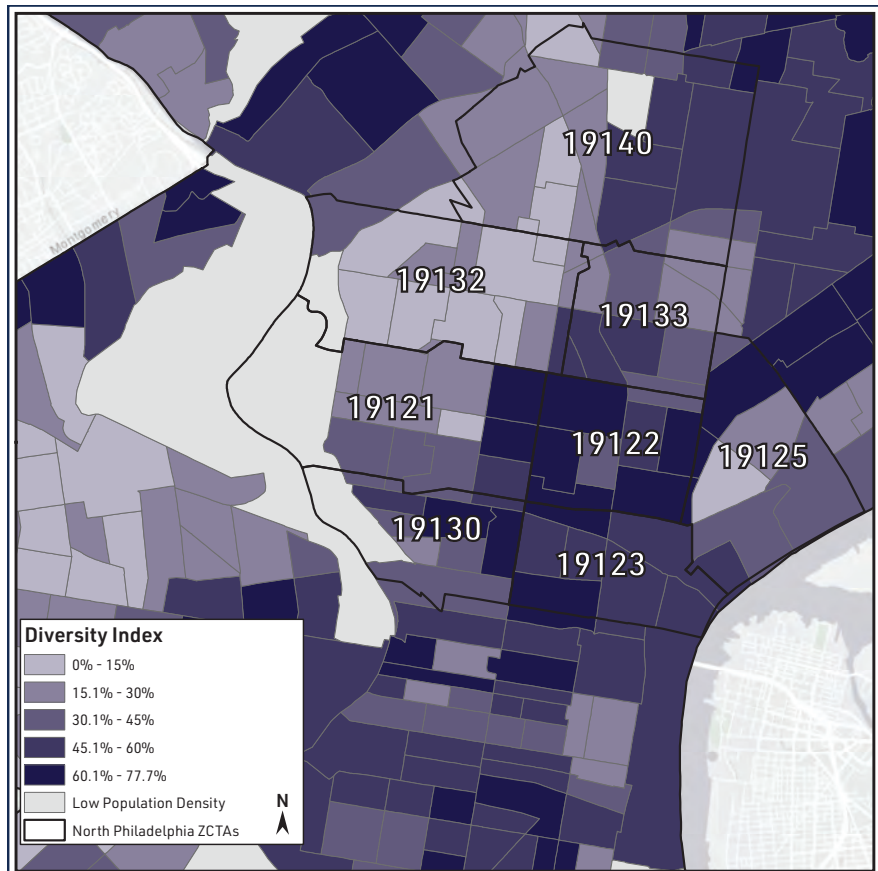 19140
Montgomery
19132
19133
19121
19122
19125
19130
19123
Diversity Index
0% - 15%
15.1% - 30%
30.1% - 45%
45.1% - 60%
60.1% - 77.7%
Low Population Density
North Philadelphia ZCTAs
N